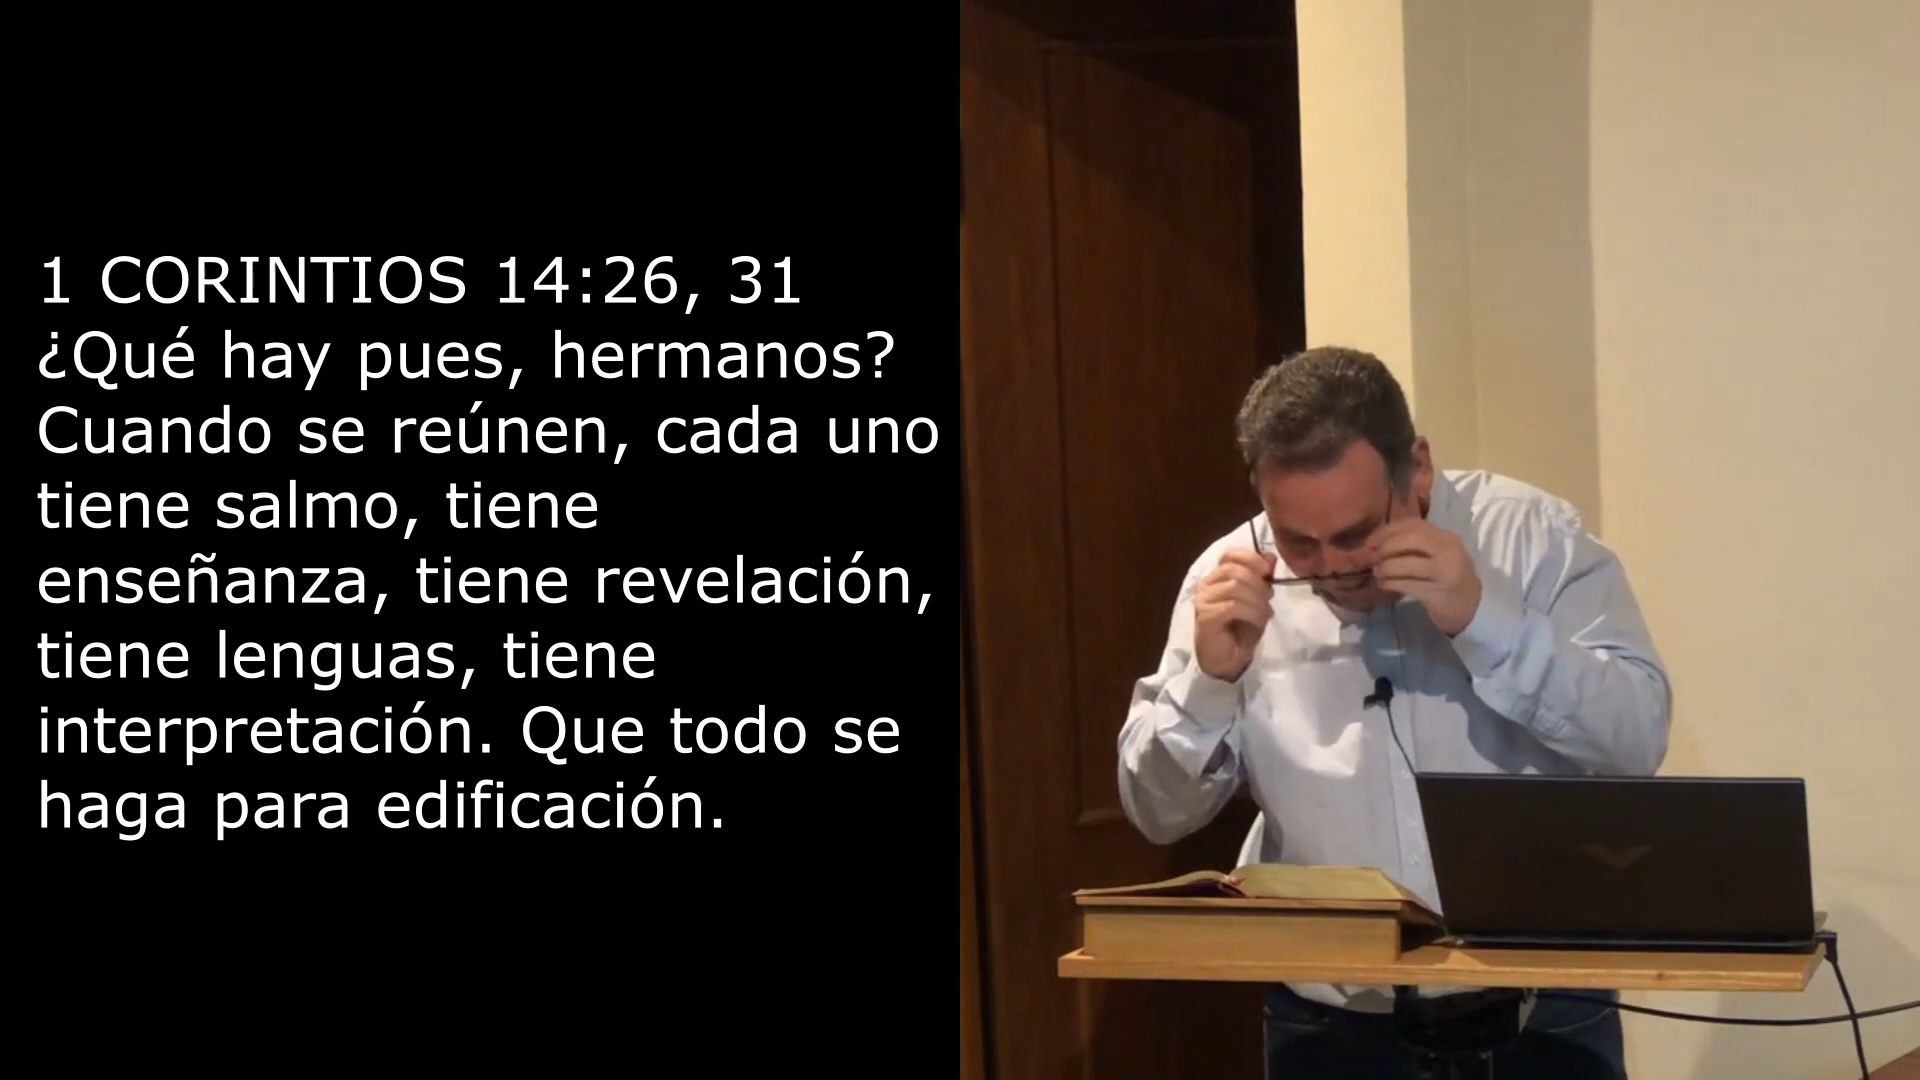 1 CORINTIOS 14:26, 31
¿Qué hay pues, hermanos?
Cuando se reúnen, cada uno
tiene salmo, tiene
enseñanza, tiene revelación,
tiene lenguas, tiene
interpretación. Que todo se
haga para edificación.